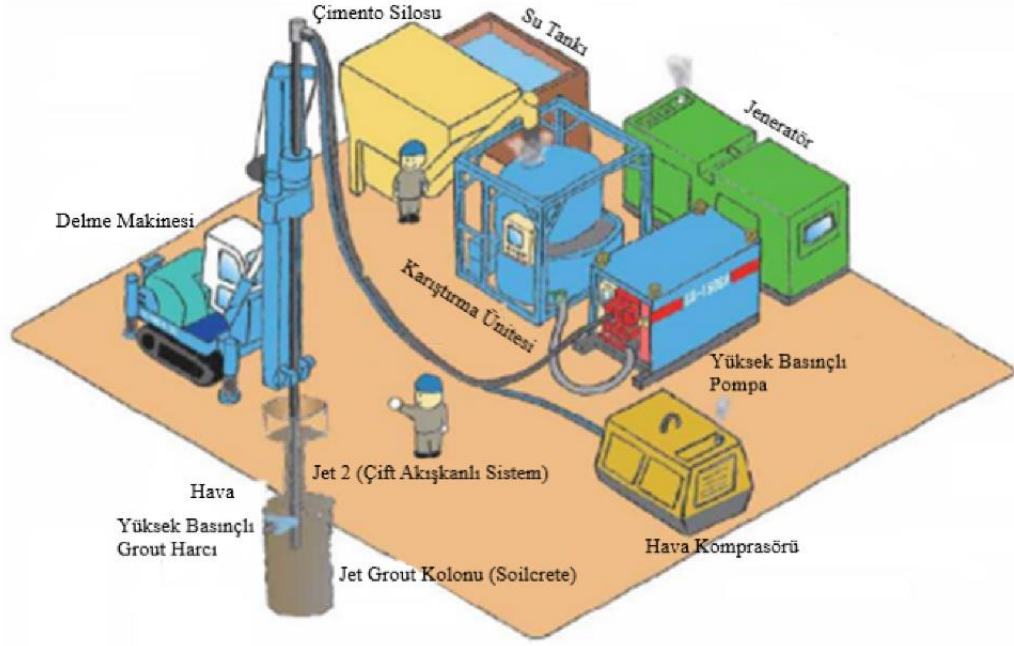 Çimento Silosu
Su Tankı
Jeneratör
Delme Makinesi
Karıştırma Ünitesi
Yüksek Basınçlı
Pompa
Jet 2 (Çift Akışkanlı Sistem)
Hava
Yüksek Basınçlı
Grout Harcı
Hava Komprasörü
Jet Grout Kolonu (Soilcrete)